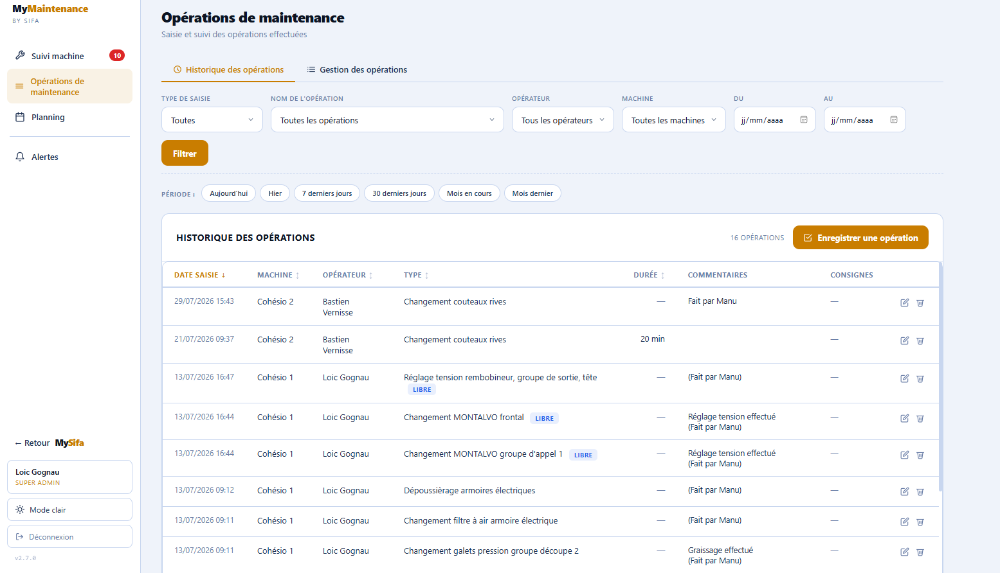 MyMaintenance
BY SIFA
Suivi machine 10
Opérations de
maintenance
Planning
Alertes
← Retour MySifa
Loic Gognau
SUPER ADMIN
Mode clair
Déconnexion
v2.7.0
Opérations de maintenance
Saisie et suivi des opérations effectuées
Historique des opérations Gestion des opérations
TYPE DE SAISIE NOM DE L'OPÉRATION OPÉRATEUR MACHINE DU AU
Toutes Toutes les opérations Tous les opérateurs Toutes les machines jj/mm/aaaa jj/mm/aaaa
Filtrer
PÉRIODE : Aujourd'hui Hier 7 derniers jours 30 derniers jours Mois en cours Mois dernier
HISTORIQUE DES OPÉRATIONS 16 OPÉRATIONS Enregistrer une opération
DATE SAISIE ↓ MACHINE ↕ OPÉRATEUR ↕ TYPE ↕ DURÉE ↕ COMMENTAIRES CONSIGNES
29/07/2026 15:43 Cohésio 2 Bastien Changement couteaux rives — Fait par Manu —
Vernisse
21/07/2026 09:37 Cohésio 2 Bastien Changement couteaux rives 20 min —
Vernisse
13/07/2026 16:47 Cohésio 1 Loic Gognau Réglage tension rembobineur, groupe de sortie, tête — (Fait par Manu) —
LIBRE
13/07/2026 16:44 Cohésio 1 Loic Gognau Changement MONTALVO frontal LIBRE — Réglage tension effectué —
(Fait par Manu)
13/07/2026 16:44 Cohésio 1 Loic Gognau Changement MONTALVO groupe d'appel 1 LIBRE — Réglage tension effectué —
(Fait par Manu)
13/07/2026 09:12 Cohésio 1 Loic Gognau Dépoussièrage armoires électriques — (Fait par Manu) —
13/07/2026 09:11 Cohésio 1 Loic Gognau Changement filtre à air armoire électrique — (Fait par Manu) —
13/07/2026 09:11 Cohésio 1 Loic Gognau Changement galets pression groupe découpe 2 — Graissage effectué —
(Fait par Manu)